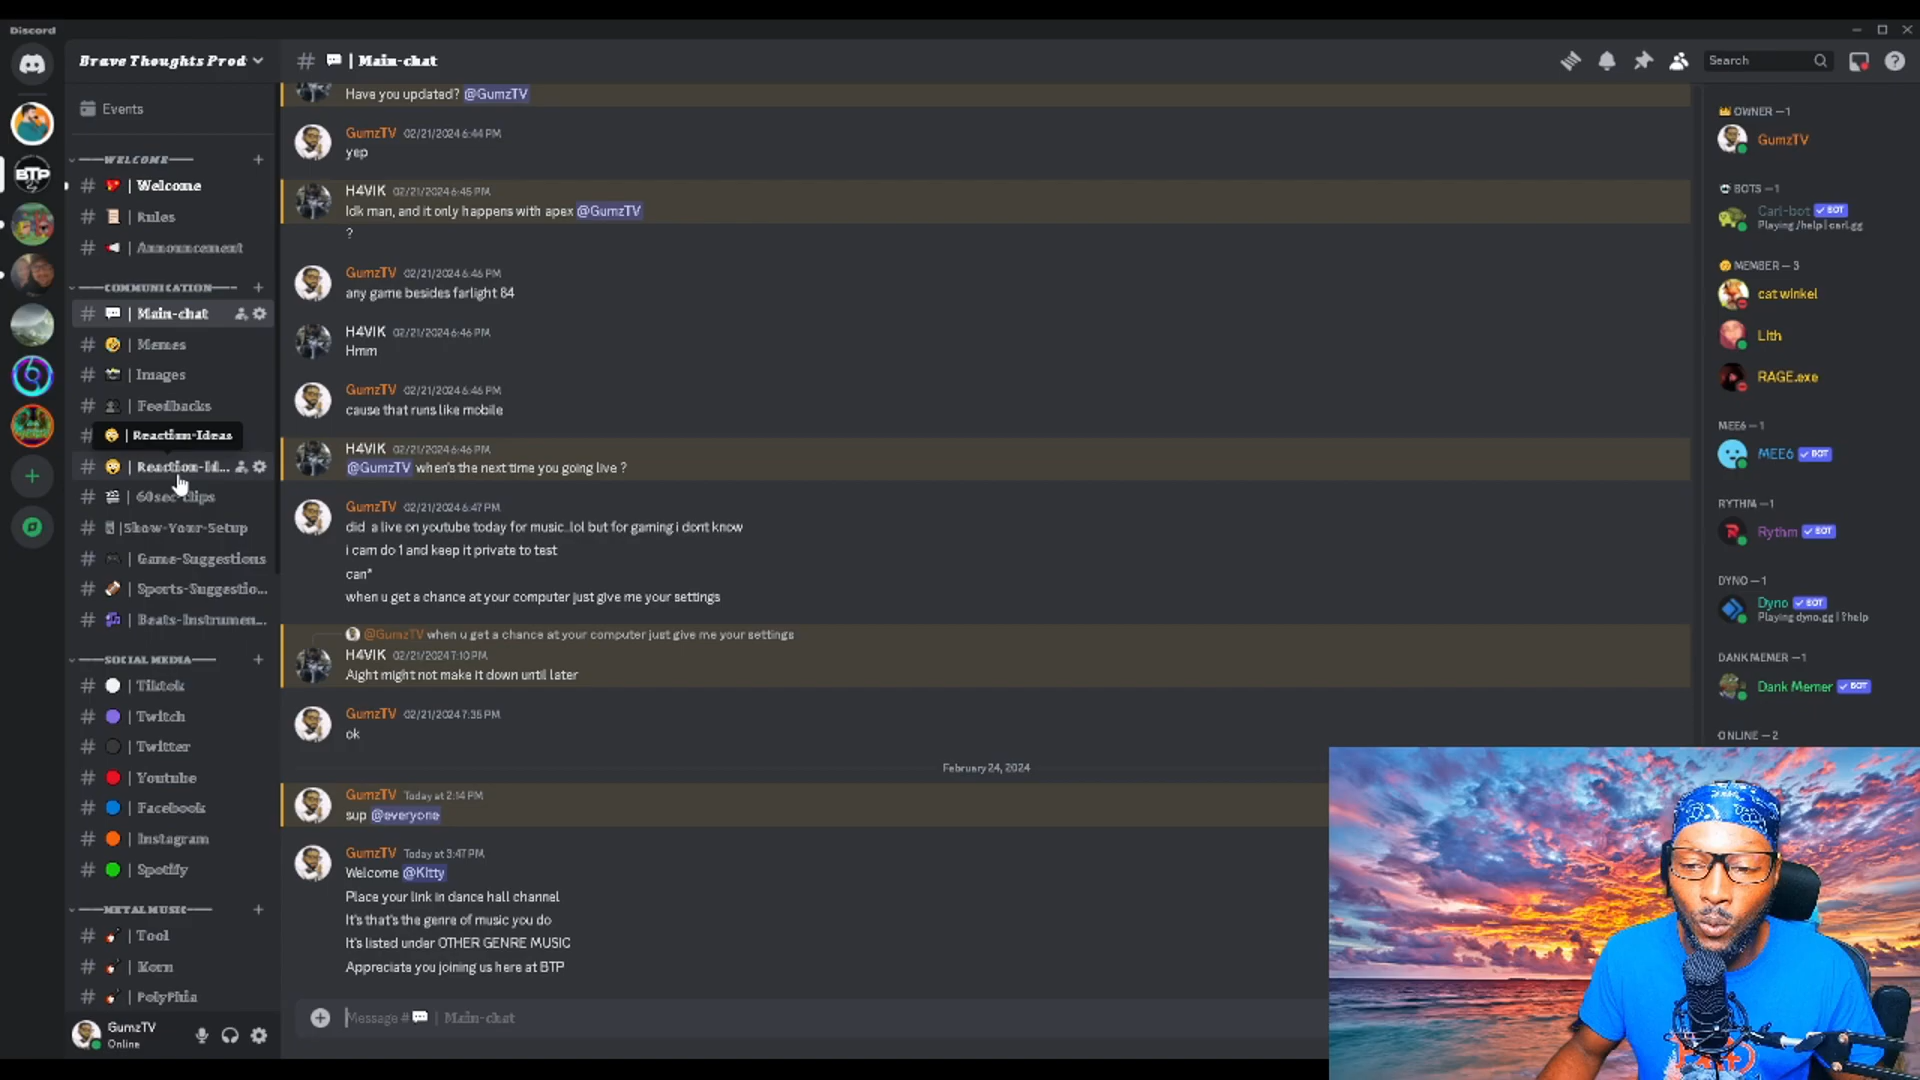 Discord
Brave Thoughts Prod
# | Main-chat
Search
Events
WELCOME
# | Welcome
# | Rules
# | Announcement
COMMUNICATION
# | Main-chat
# | Memes
# | Images
# | Feedbacks
# | Reaction-Ideas
# | Reaction-Id...
# | 60sec-clips
# |Show-Your-Setup
# | Game-Suggestions
# | Sports-Suggestio...
# | Beats-Instrumen...
SOCIAL MEDIA
# | Tiktok
# | Twitch
# | Twitter
# | Youtube
# | Facebook
# | Instagram
# | Spotify
METAL MUSIC
# | Tool
# | Korn
# | PolyPhia
GumzTV
Online
BTP
Have you updated? @GumzTV
GumzTV 02/21/2024 6:44 PM
yep
H4VIK 02/21/2024 6:45 PM
Idk man, and it only happens with apex @GumzTV
?
GumzTV 02/21/2024 6:46 PM
any game besides farlight 84
H4VIK 02/21/2024 6:46 PM
Hmm
GumzTV 02/21/2024 6:46 PM
cause that runs like mobile
H4VIK 02/21/2024 6:46 PM
@GumzTV when's the next time you going live ?
GumzTV 02/21/2024 6:47 PM
did a live on youtube today for music..lol but for gaming i dont know
i cam do 1 and keep it private to test
can*
when u get a chance at your computer just give me your settings
@GumzTV when u get a chance at your computer just give me your settings
H4VIK 02/21/2024 7:10 PM
Aight might not make it down until later
GumzTV 02/21/2024 7:35 PM
ok
February 24, 2024
GumzTV Today at 2:14 PM
sup @everyone
GumzTV Today at 3:47 PM
Welcome @Kitty
Place your link in dance hall channel
It's that's the genre of music you do
It's listed under OTHER GENRE MUSIC
Appreciate you joining us here at BTP
Message # | Main-chat
OWNER — 1
GumzTV
BOTS — 1
Carl-bot BOT
Playing /help | carl.gg
MEMBER — 3
cat winkel
Lith
RAGE.exe
MEE6 — 1
MEE6 BOT
RYTHM — 1
Rythm BOT
DYNO — 1
Dyno BOT
Playing dyno.gg | ?help
DANK MEMER — 1
Dank Memer BOT
ONLINE — 2